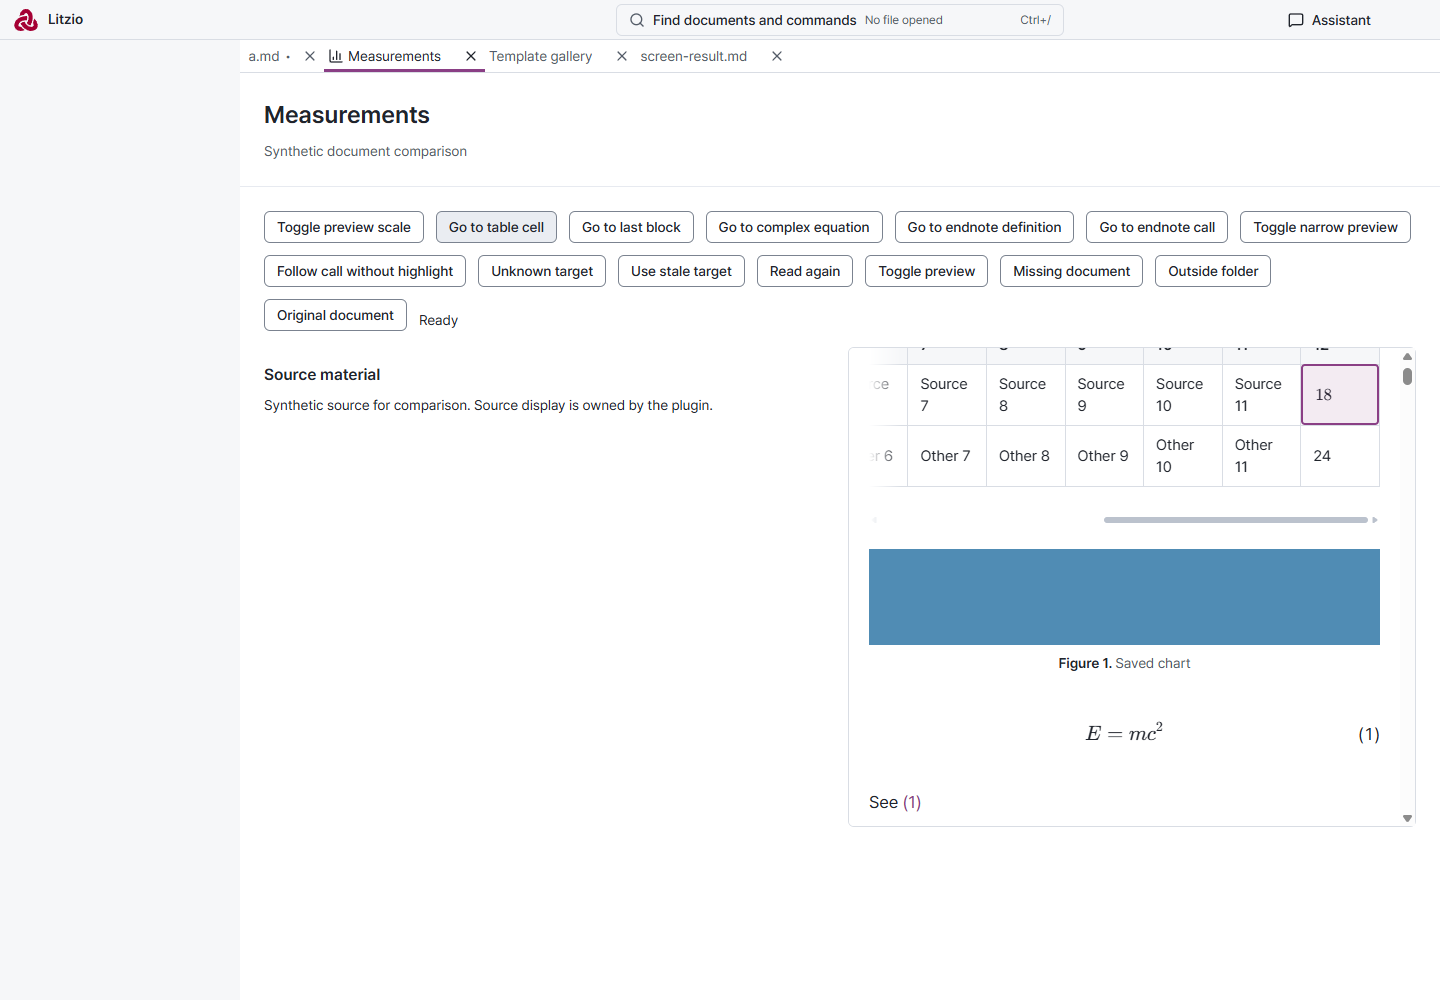 Litzio
Find documents and commands No file opened Ctrl+/
Assistant
a.md •
Measurements
Template gallery
screen-result.md
Measurements
Synthetic document comparison
Toggle preview scale
Go to table cell
Go to last block
Go to complex equation
Go to endnote definition
Go to endnote call
Toggle narrow preview
Follow call without highlight
Unknown target
Use stale target
Read again
Toggle preview
Missing document
Outside folder
Original document
Ready
Source material
Synthetic source for comparison. Source display is owned by the plugin.
Source 7 Source 8 Source 9 Source 10 Source 11 18
Other 7 Other 8 Other 9 Other 10 Other 11 24
Figure 1. Saved chart
E = mc² (1)
See (1)